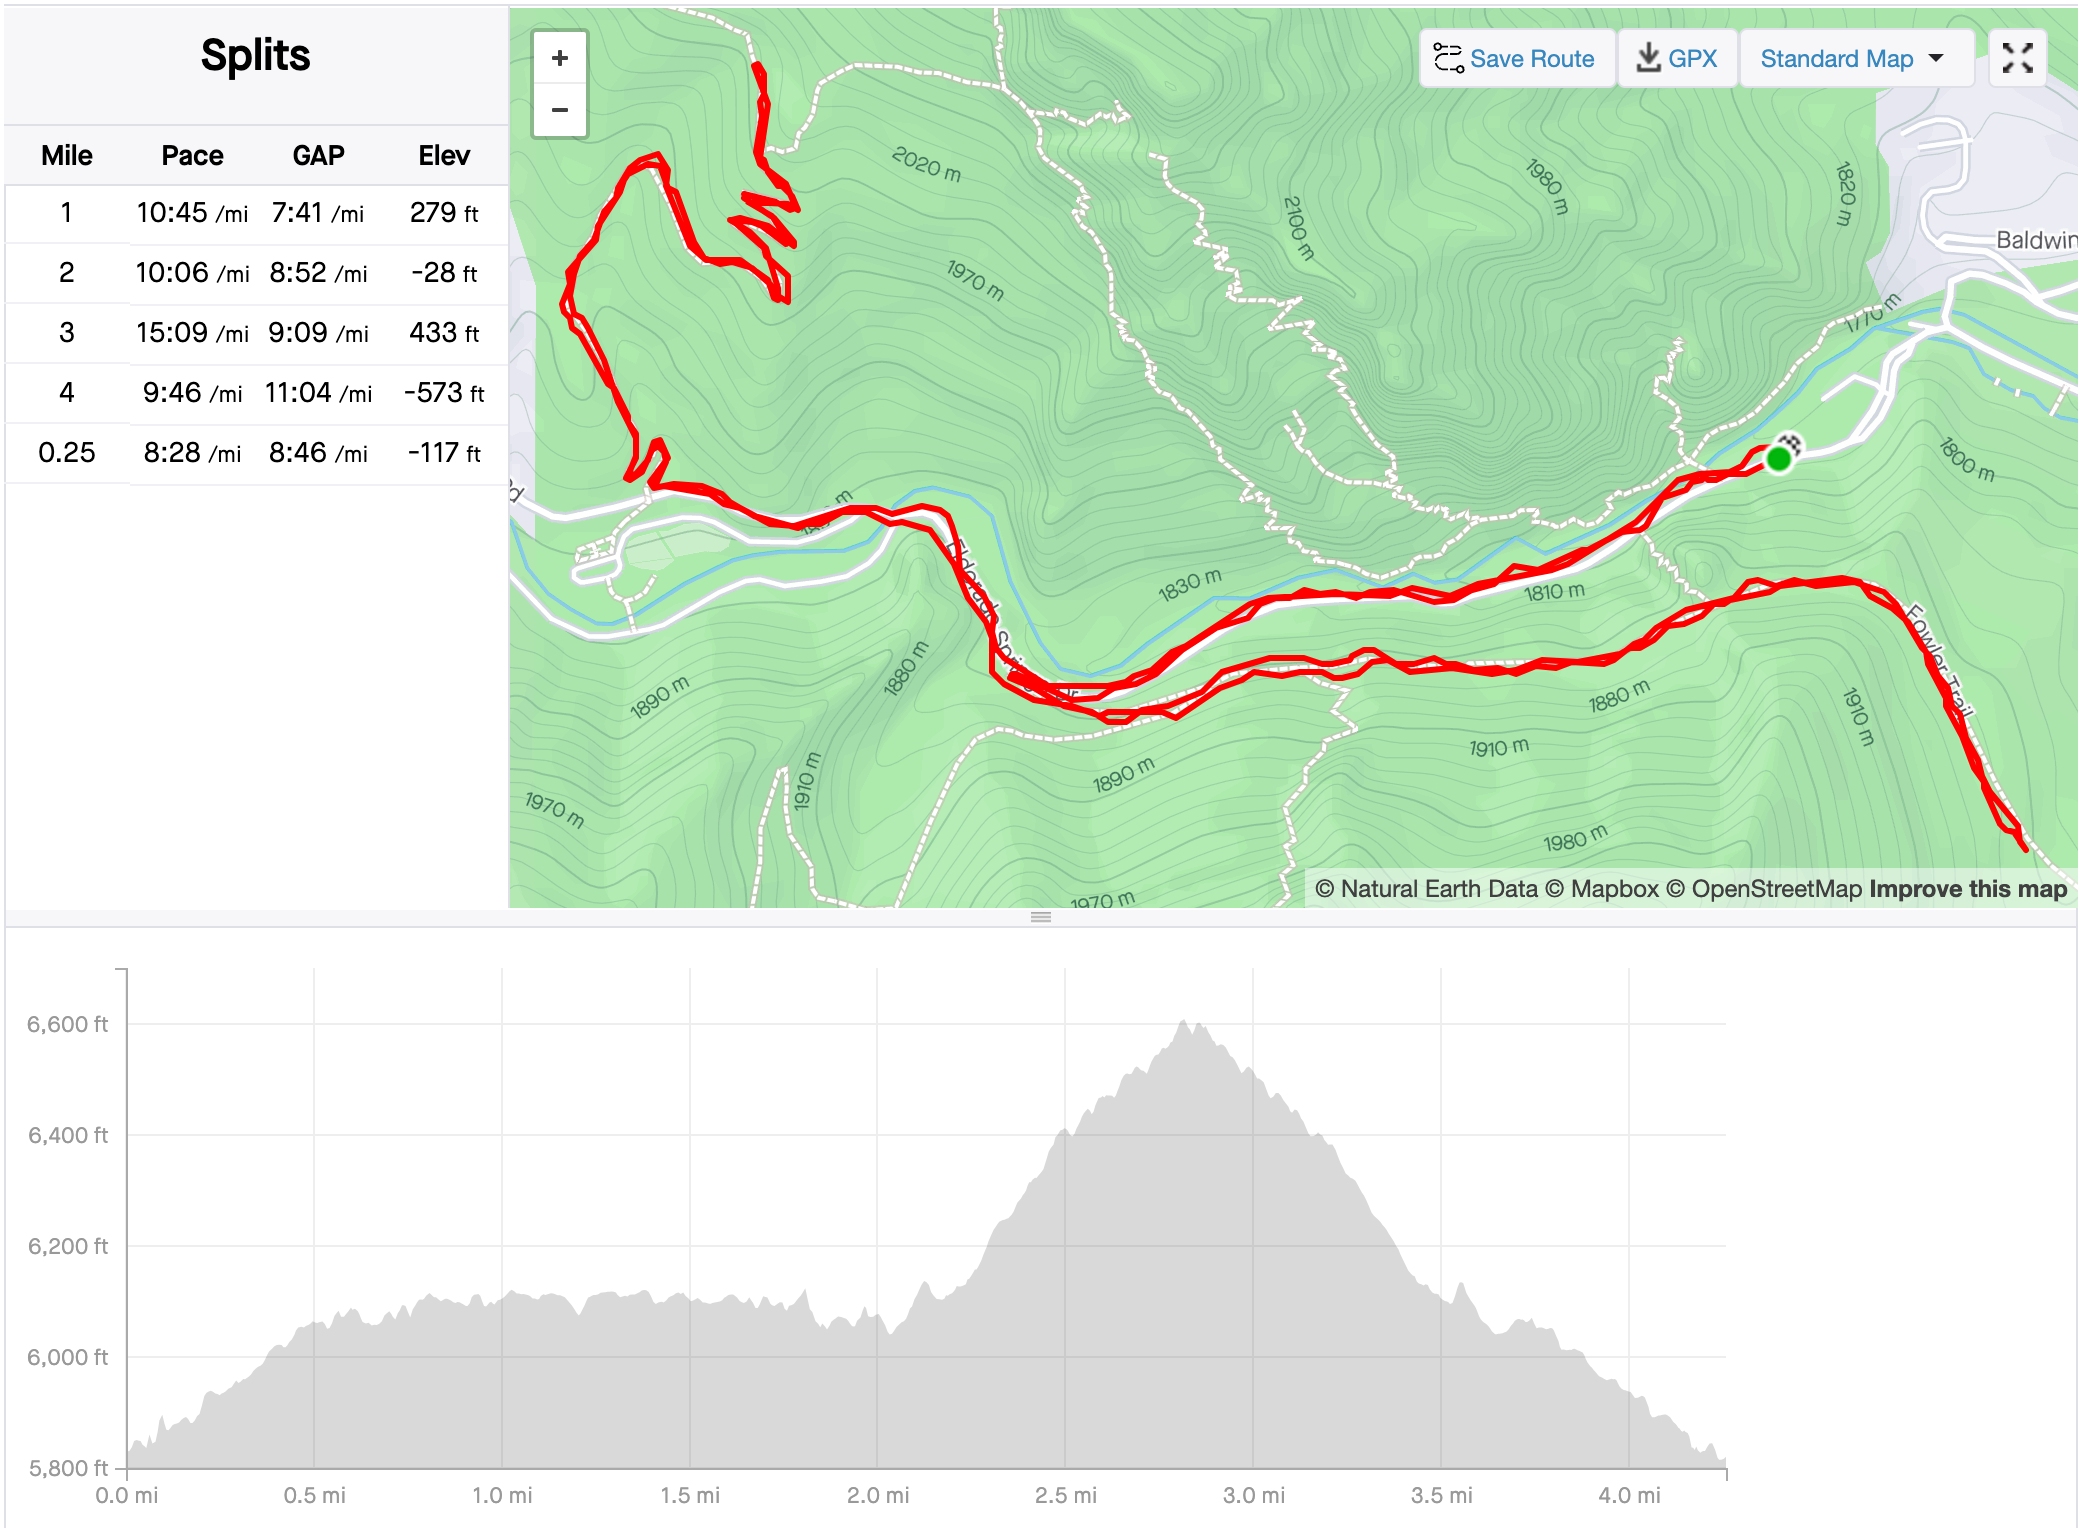 Splits
Mile Pace GAP Elev
1 10:45 /mi 7:41 /mi 279 ft
2 10:06 /mi 8:52 /mi -28 ft
3 15:09 /mi 9:09 /mi 433 ft
4 9:46 /mi 11:04 /mi -573 ft
0.25 8:28 /mi 8:46 /mi -117 ft
+
−
Save Route
GPX
Standard Map
2020 m
1980 m
1820 m
2100 m
Baldwin
1970 m
1770 m
1800 m
1830 m
1810 m
Fowler Trail
1880 m
1890 m
1880 m
1910 m
1910 m
1890 m
1910 m
1970 m
1980 m
1970 m
© Natural Earth Data © Mapbox © OpenStreetMap Improve this map
6,600 ft
6,400 ft
6,200 ft
6,000 ft
5,800 ft
0.0 mi 0.5 mi 1.0 mi 1.5 mi 2.0 mi 2.5 mi 3.0 mi 3.5 mi 4.0 mi